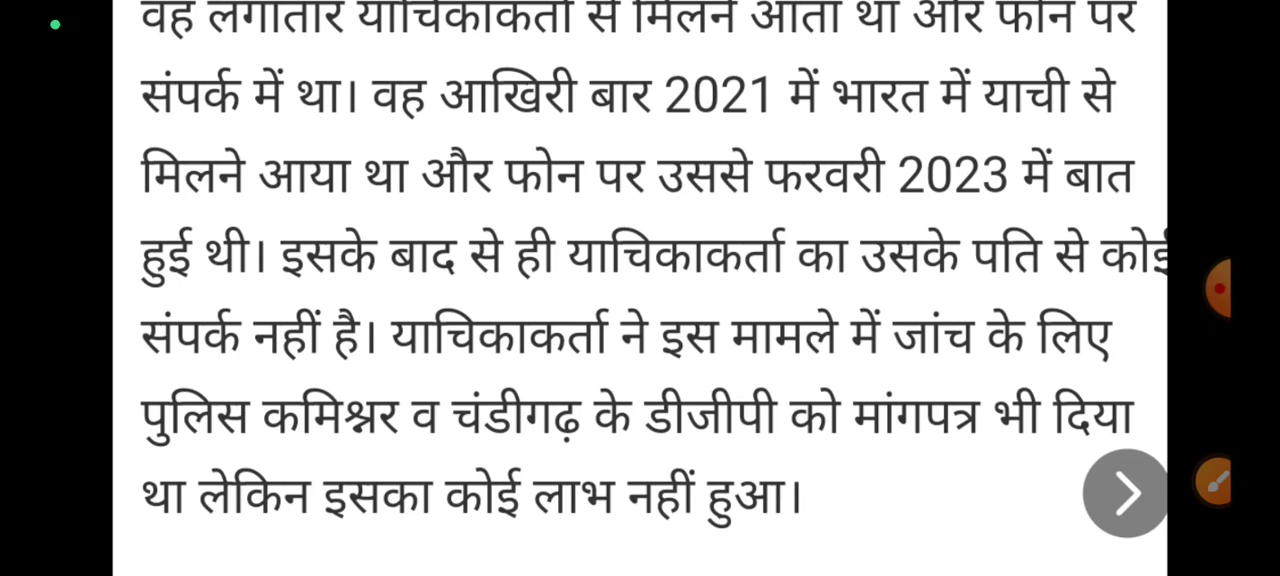 वह लगातार याचिकाकर्ता से मिलने आता था और फोन पर
संपर्क में था। वह आखिरी बार 2021 में भारत में याची से
मिलने आया था और फोन पर उससे फरवरी 2023 में बात
हुई थी। इसके बाद से ही याचिकाकर्ता का उसके पति से कोई
संपर्क नहीं है। याचिकाकर्ता ने इस मामले में जांच के लिए
पुलिस कमिश्नर व चंडीगढ़ के डीजीपी को मांगपत्र भी दिया
था लेकिन इसका कोई लाभ नहीं हुआ।